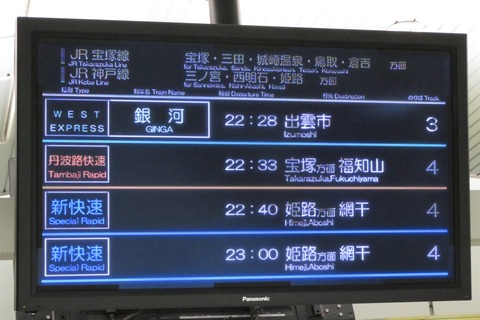 JR 宝塚線 宝塚・三田・城崎温泉・鳥取・倉吉 方面
JR Takarazuka Line for Takarazuka, Sanda, Kinosakionsen, Tottori, Kurayoshi
JR 神戸線 三ノ宮・西明石・姫路 方面
JR Kobe Line for Sannomiya, Nishi-Akashi, Himeji
種別 Type 列車名 Train Name 時刻 Departure Time 行先 Destination のりば Track
WEST EXPRESS 銀河 GINGA 22:28 出雲市 Izumoshi 3
丹波路快速 Tambaji Rapid 22:33 宝塚方面 福知山 Takarazuka,Fukuchiyama 4
新快速 Special Rapid 22:40 姫路方面 網干 Himeji,Aboshi 4
新快速 Special Rapid 23:00 姫路方面 網干 Himeji,Aboshi 4
Panasonic